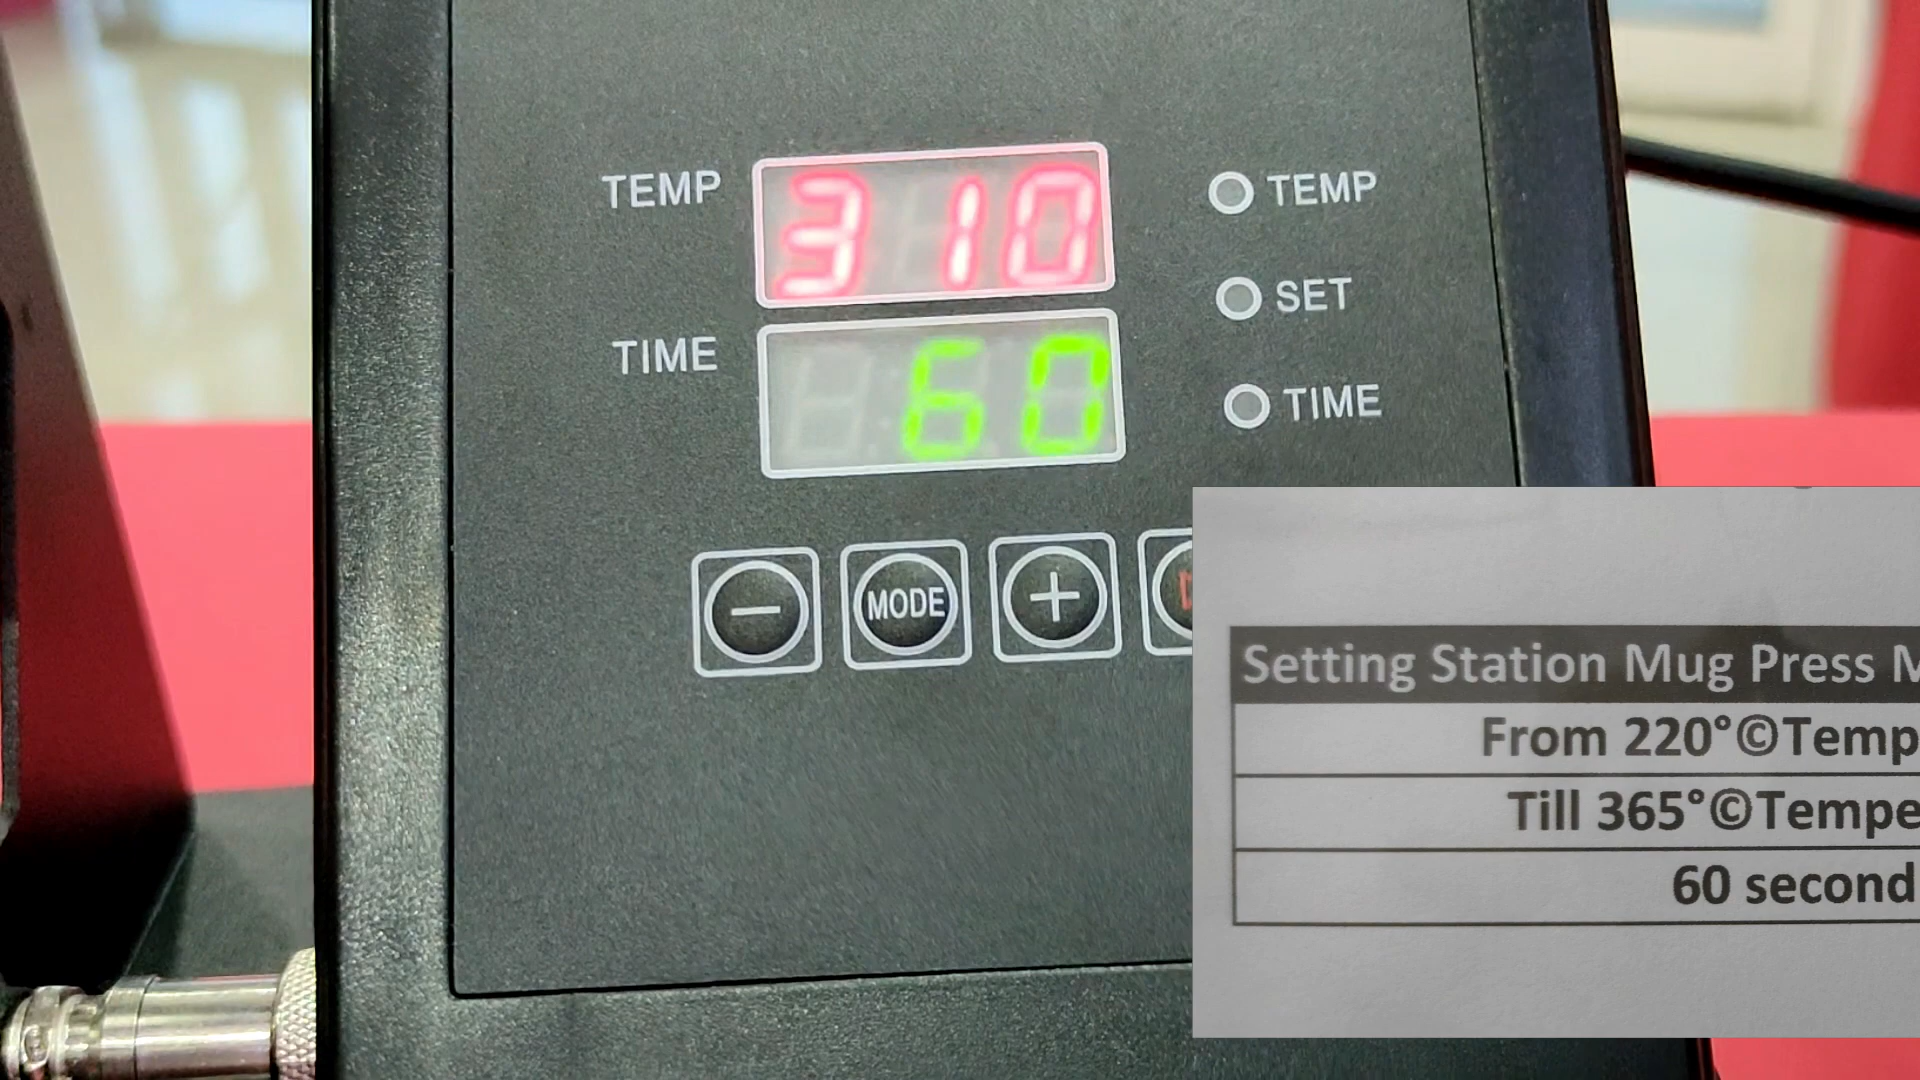 TEMP 310 TEMP
SET
TIME 60 TIME
− MODE +
Setting Station Mug Press
From 220°©Temp
Till 365°©Tempe
60 second